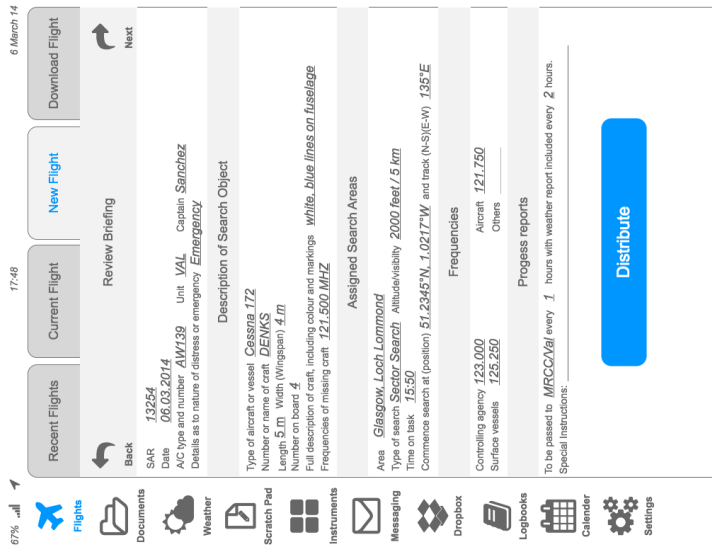 67% 17:48 6 March 14
Recent Flights Current Flight New Flight Download Flight
Flights
Documents
Weather
Scratch Pad
Instruments
Messaging
Dropbox
Logbooks
Calender
Settings
Back Review Briefing Next
SAR 13254
Date 06.03.2014
A/C type and number AW139 Unit VAL Captain Sanchez
Details as to nature of distress or emergency Emergency
Description of Search Object
Type of aircraft or vessel Cessna 172
Number or name of craft DENKS
Length 5 m Width (Wingspan) 4 m
Number on board 4
Full description of craft, including colour and markings white, blue lines on fuselage
Frequencies of missing craft 121.500 MHZ
Assigned Search Areas
Area Glasgow, Loch Lommond
Type of search Sector Search Altitude/visibilty 2000 feet / 5 km
Time on task 15:50
Commence search at (position) 51.2345°N, 1.0217°W and track (N-S)(E-W) 135°E
Frequencies
Controlling agency 123.000 Aircraft 121.750
Surface vessels 125.250 Others
Progess reports
To be passed to MRCC/Val every 1 hours with weather report included every 2 hours.
Special Instructions:
Distribute